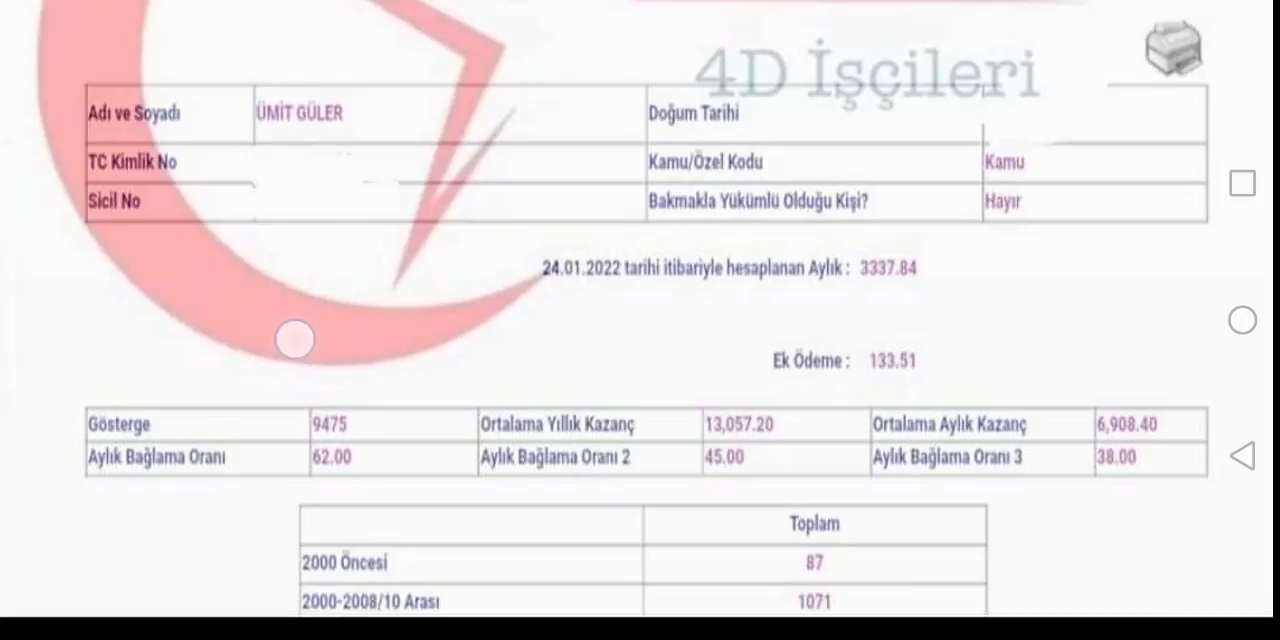 4D İşçileri
Adı ve Soyadı ÜMİT GÜLER Doğum Tarihi
TC Kimlik No Kamu/Özel Kodu Kamu
Sicil No Bakmakla Yükümlü Olduğu Kişi? Hayır
24.01.2022 tarihi itibariyle hesaplanan Aylık : 3337.84
Ek Ödeme : 133.51
Gösterge 9475 Ortalama Yıllık Kazanç 13,057.20 Ortalama Aylık Kazanç 6,908.40
Aylık Bağlama Oranı 62.00 Aylık Bağlama Oranı 2 45.00 Aylık Bağlama Oranı 3 38.00
Toplam
2000 Öncesi 87
2000-2008/10 Arası 1071